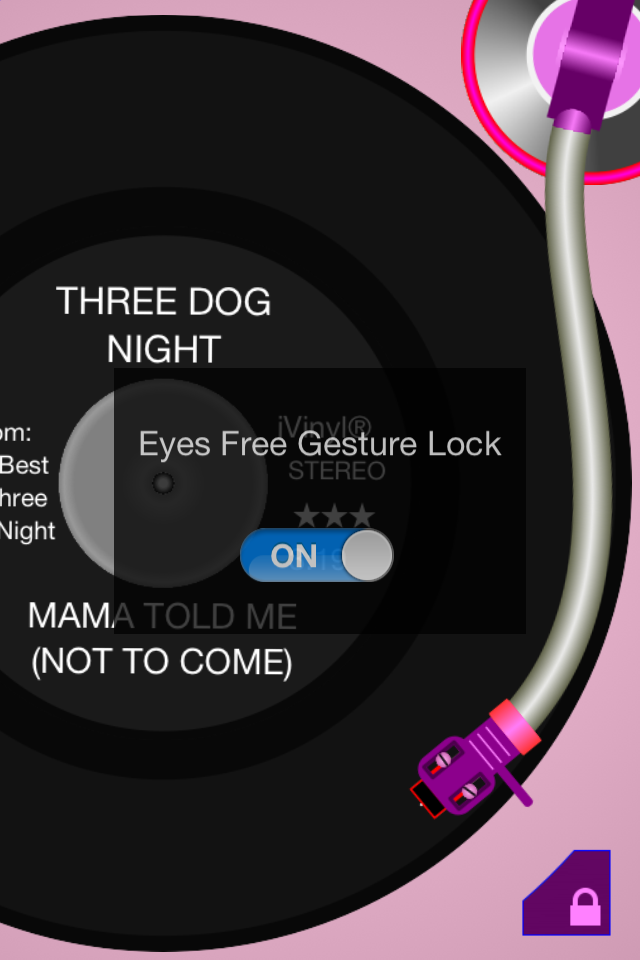 THREE DOG
NIGHT
om:
Best
hree
Night
iVinyl®
Eyes Free Gesture Lock
STEREO
★★★
ON
MAMA TOLD ME
(NOT TO COME)